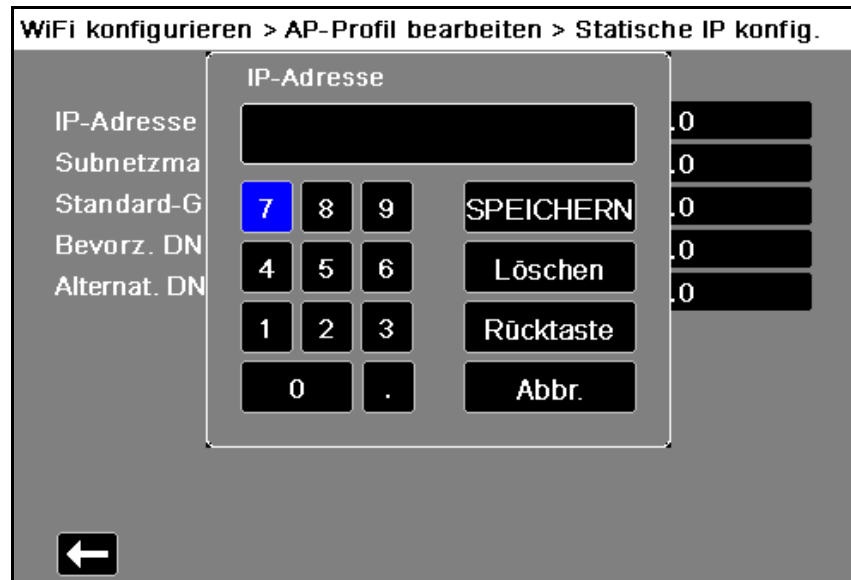 WiFi konfigurieren > AP-Profil bearbeiten > Statische IP konfig.
IP-Adresse
IP-Adresse .0
Subnetzma .0
Standard-G .0
Bevorz. DN .0
Alternat. DN .0
7 8 9 SPEICHERN
4 5 6 Löschen
1 2 3 Rücktaste
0 . Abbr.